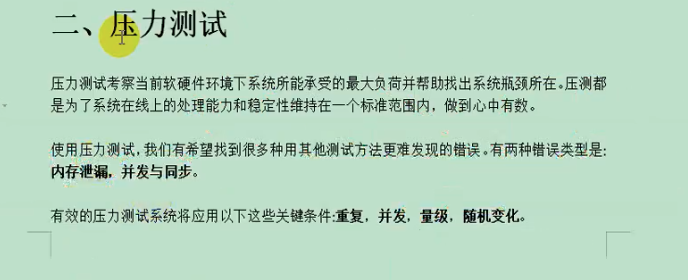 二、压力测试
压力测试考察当前软硬件环境下系统所能承受的最大负荷并帮助找出系统瓶颈所在。压测都
是为了系统在线上的处理能力和稳定性维持在一个标准范围内，做到心中有数。
使用压力测试，我们有希望找到很多种用其他测试方法更难发现的错误。有两种错误类型是:
内存泄漏，并发与同步。
有效的压力测试系统将应用以下这些关键条件:重复，并发，量级，随机变化。